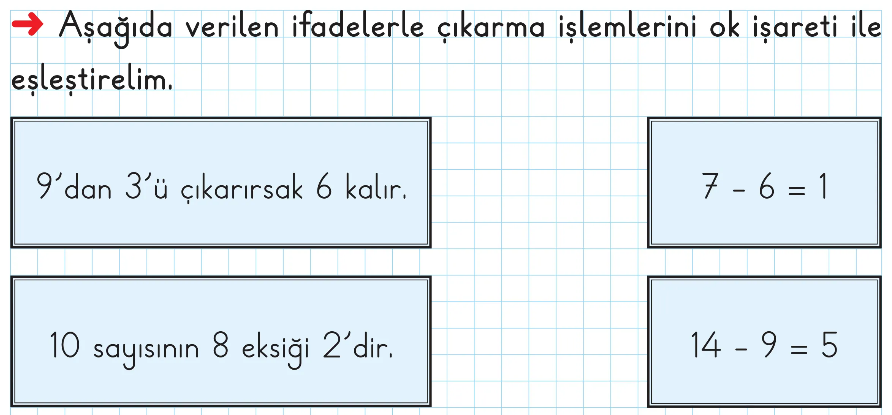 ➜ Aşağıda verilen ifadelerle çıkarma işlemlerini ok işareti ile
eşleştirelim.
9’dan 3’ü çıkarırsak 6 kalır.
7 - 6 = 1
10 sayısının 8 eksiği 2’dir.
14 - 9 = 5